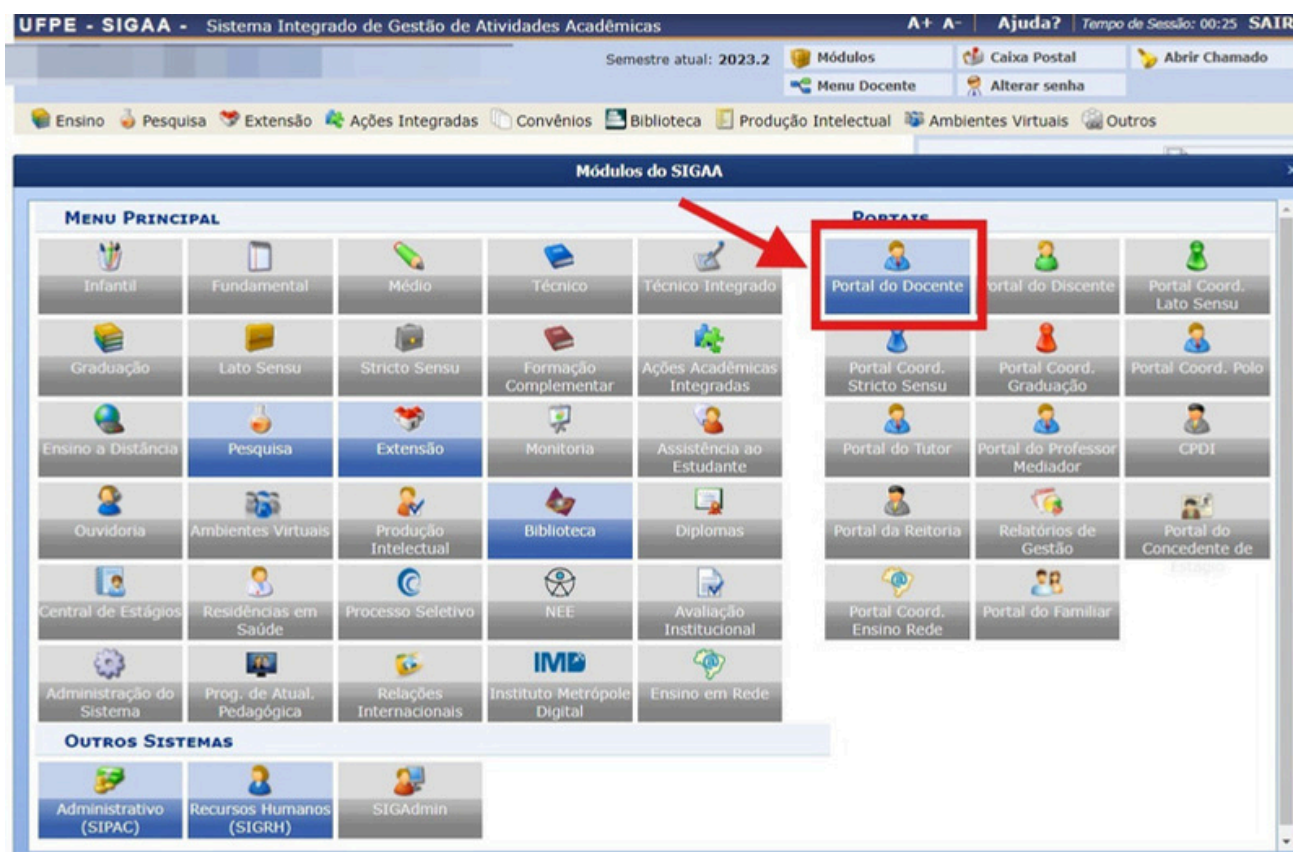 UFPE - SIGAA - Sistema Integrado de Gestão de Atividades Acadêmicas A+ A- Ajuda? Tempo de Sessão: 00:25 SAIR
Semestre atual: 2023.2 Módulos Caixa Postal Abrir Chamado
Menu Docente Alterar senha
Ensino Pesquisa Extensão Ações Integradas Convênios Biblioteca Produção Intelectual Ambientes Virtuais Outros
Módulos do SIGAA
MENU PRINCIPAL
PORTAIS
Infantil Fundamental Médio Técnico Técnico Integrado
Portal do Docente Portal do Discente Portal Coord. Lato Sensu
Graduação Lato Sensu Stricto Sensu Formação Complementar Ações Acadêmicas Integradas
Portal Coord. Stricto Sensu Portal Coord. Graduação Portal Coord. Polo
Ensino a Distância Pesquisa Extensão Monitoria Assistência ao Estudante
Portal do Tutor Portal do Professor Mediador CPDI
Ouvidoria Ambientes Virtuais Produção Intelectual Biblioteca Diplomas
Portal da Reitoria Relatórios de Gestão Portal do Concedente de Estágio
Central de Estágios Residências em Saúde Processo Seletivo NEE Avaliação Institucional
Portal Coord. Ensino Rede Portal do Familiar
IMD
Administração do Sistema Prog. de Atual. Pedagógica Relações Internacionais Instituto Metrópole Digital Ensino em Rede
OUTROS SISTEMAS
Administrativo (SIPAC) Recursos Humanos (SIGRH) SIGAdmin